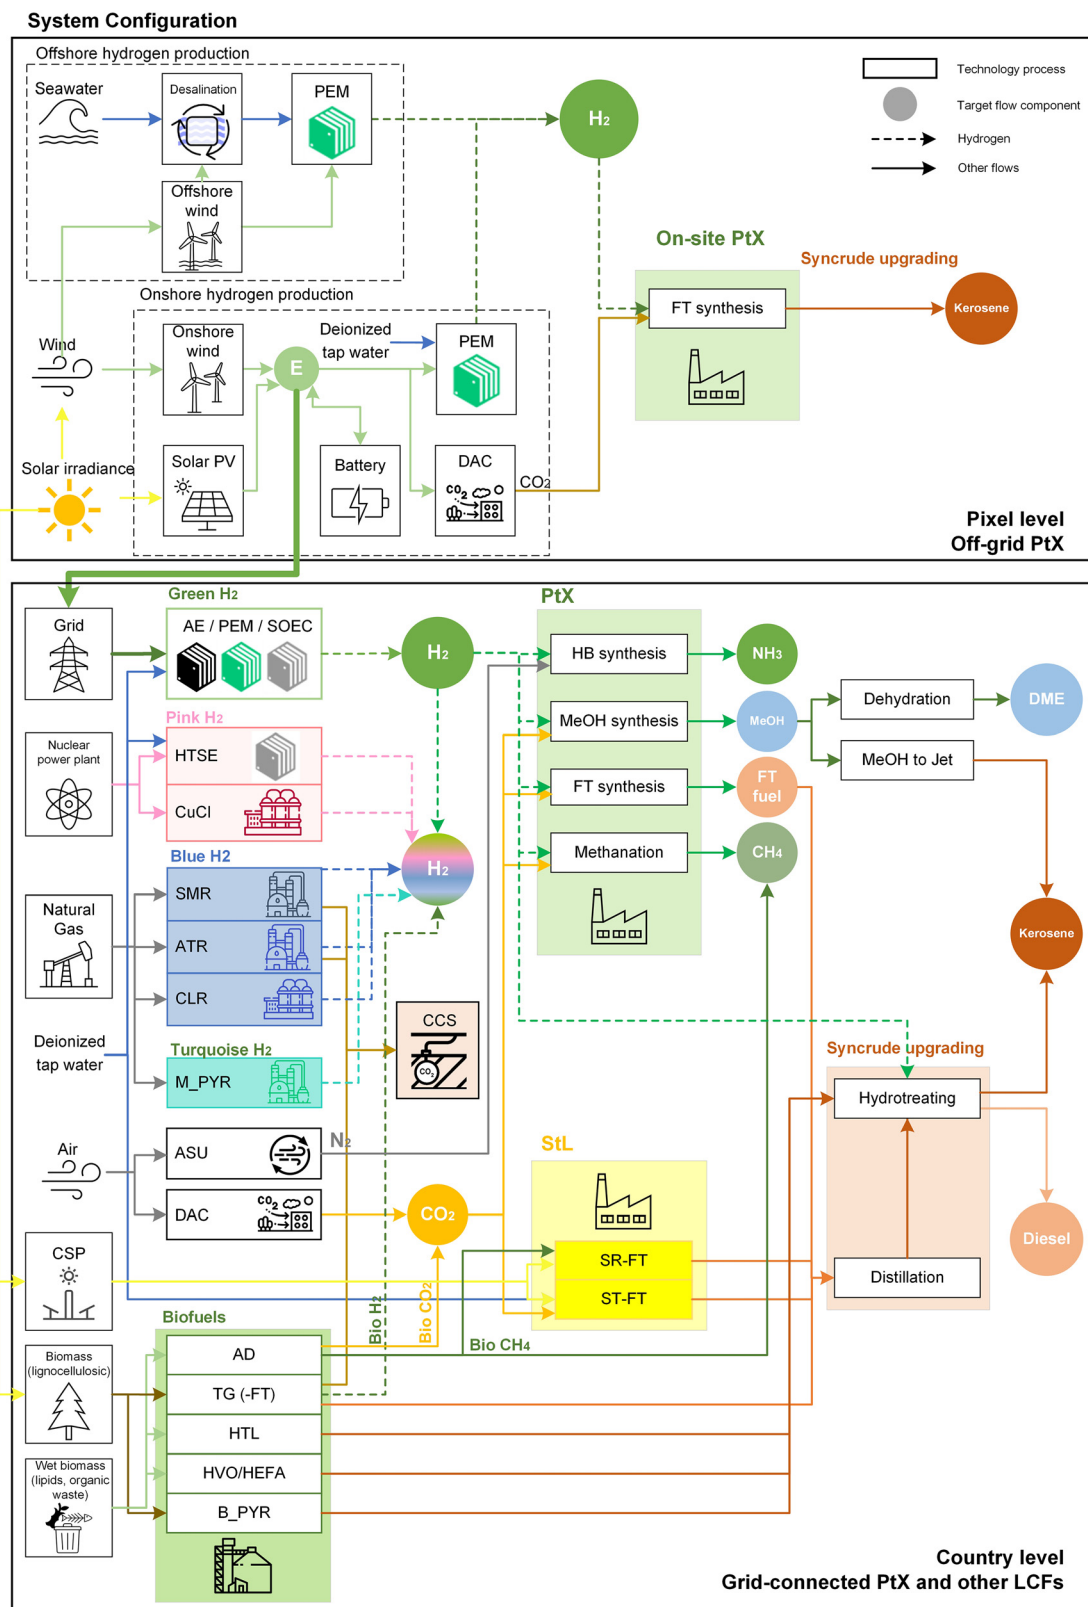 System Configuration
Offshore hydrogen production
Seawater
Desalination
PEM
H₂
Technology process
Target flow component
Hydrogen
Other flows
Offshore
wind
On-site PtX
Syncrude upgrading
FT synthesis
Kerosene
Onshore hydrogen production
Wind
Onshore
wind
E
Deionized
tap water
PEM
Solar irradiance
Solar PV
Battery
DAC
CO₂
CO₂
Pixel level
Off-grid PtX
Green H₂
PtX
Grid
AE / PEM / SOEC
H₂
HB synthesis
NH₃
Pink H₂
MeOH synthesis
MeOH
Dehydration
DME
Nuclear
power plant
HTSE
MeOH to Jet
CuCl
FT synthesis
FT
fuel
Blue H2
H₂
Methanation
CH₄
SMR
Natural
Gas
ATR
Kerosene
CLR
CCS
CO₂
Deionized
tap water
Turquoise H₂
M_PYR
Syncrude upgrading
Hydrotreating
Air
ASU
N₂
StL
DAC
CO₂
CO₂
Diesel
CSP
SR-FT
Distillation
ST-FT
Biofuels
Bio H₂
Bio CO₂
Bio CH₄
Biomass
(lignocellulosic)
AD
TG (-FT)
HTL
Wet biomass
(lipids, organic
waste)
HVO/HEFA
B_PYR
Country level
Grid-connected PtX and other LCFs